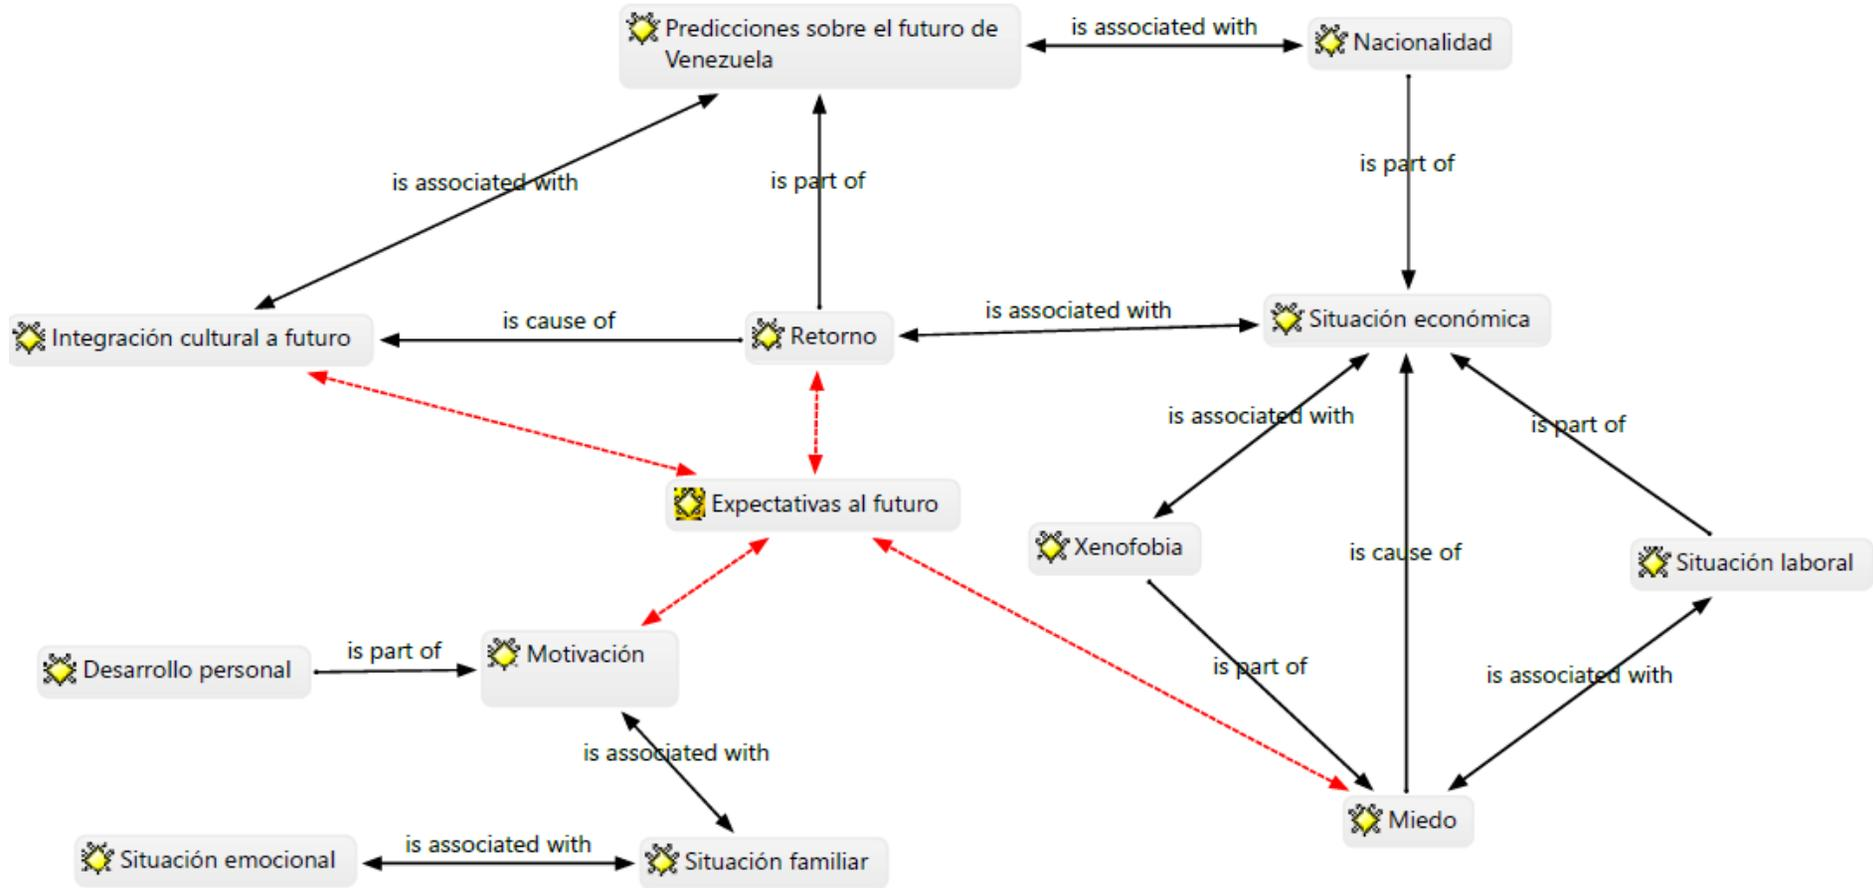 Predicciones sobre el futuro de
Venezuela
is associated with
Nacionalidad
is associated with
is part of
is part of
Integración cultural a futuro
is cause of
Retorno
is associated with
Situación económica
is associated with
is part of
Expectativas al futuro
Xenofobia
is cause of
Situación laboral
Desarrollo personal
is part of
Motivación
is part of
is associated with
is associated with
Miedo
Situación emocional
is associated with
Situación familiar